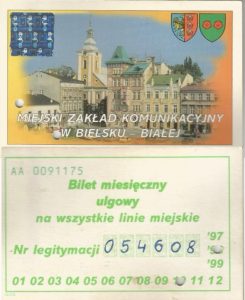 MIEJSKI ZAKŁAD KOMUNIKACYJNY
W BIELSKU - BIAŁEJ
AA 0091175
Bilet miesięczny
ulgowy
na wszystkie linie miejskie
'97
Nr legitymacji 054608
'99
01 02 03 04 05 06 07 08 09 11 12